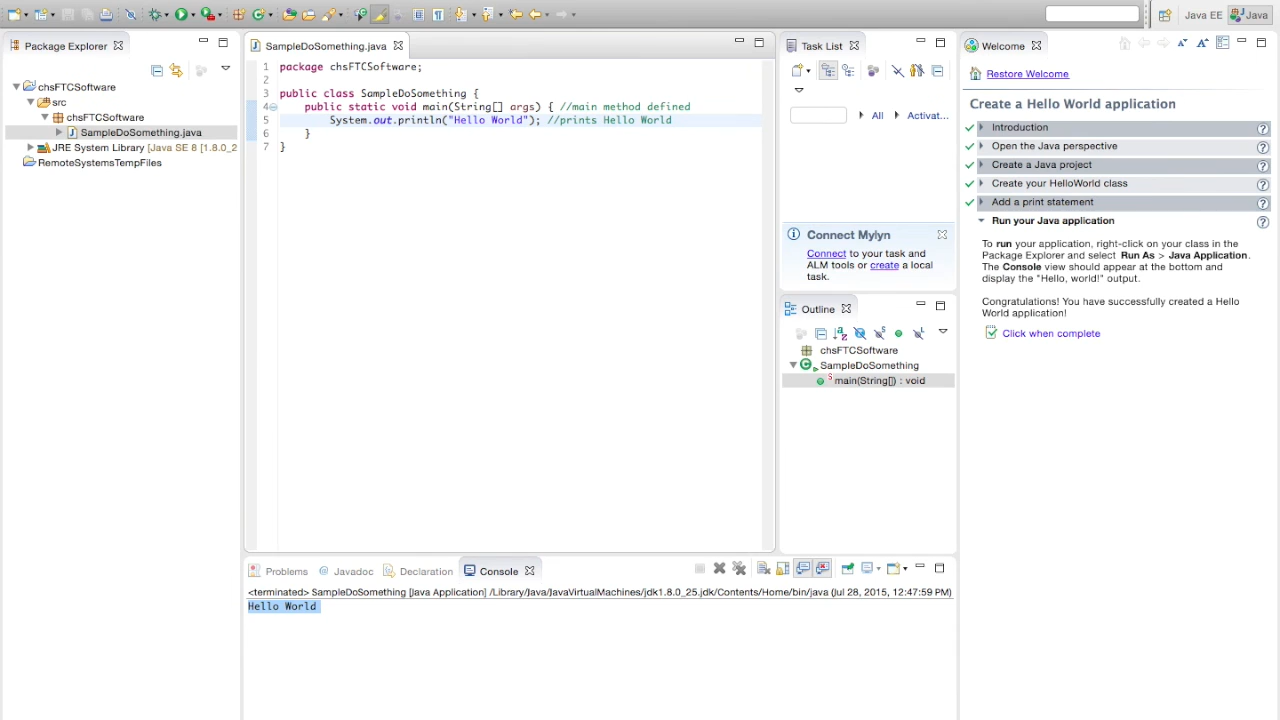 Java EE
Java
Package Explorer
chsFTCSoftware
src
chsFTCSoftware
SampleDoSomething.java
JRE System Library [Java SE 8 [1.8.0_2
RemoteSystemsTempFiles
SampleDoSomething.java
1 package chsFTCSoftware;
2
3 public class SampleDoSomething {
4 public static void main(String[] args) { //main method defined
5 System.out.println("Hello World"); //prints Hello World
6 }
7 }
Task List
All
Activat...
Connect Mylyn
Connect to your task and
ALM tools or create a local
task.
Outline
chsFTCSoftware
SampleDoSomething
main(String[]) : void
Welcome
Restore Welcome
Create a Hello World application
Introduction
Open the Java perspective
Create a Java project
Create your HelloWorld class
Add a print statement
Run your Java application
To run your application, right-click on your class in the
Package Explorer and select Run As > Java Application.
The Console view should appear at the bottom and
display the "Hello, world!" output.
Congratulations! You have successfully created a Hello
World application!
Click when complete
Problems
Javadoc
Declaration
Console
<terminated> SampleDoSomething [Java Application] /Library/Java/JavaVirtualMachines/jdk1.8.0_25.jdk/Contents/Home/bin/java (Jul 28, 2015, 12:47:59 PM)
Hello World